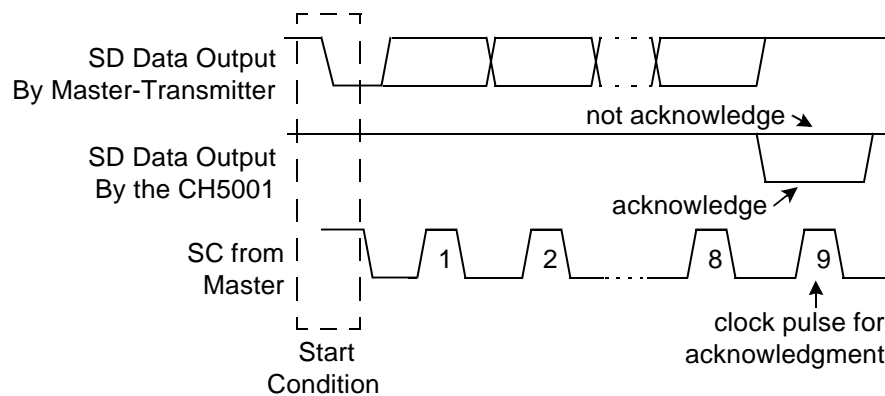 SD Data Output
By Master-Transmitter
not acknowledge
SD Data Output
By the CH5001
acknowledge
SC from
Master
1
2
8
9
clock pulse for
acknowledgment
Start
Condition